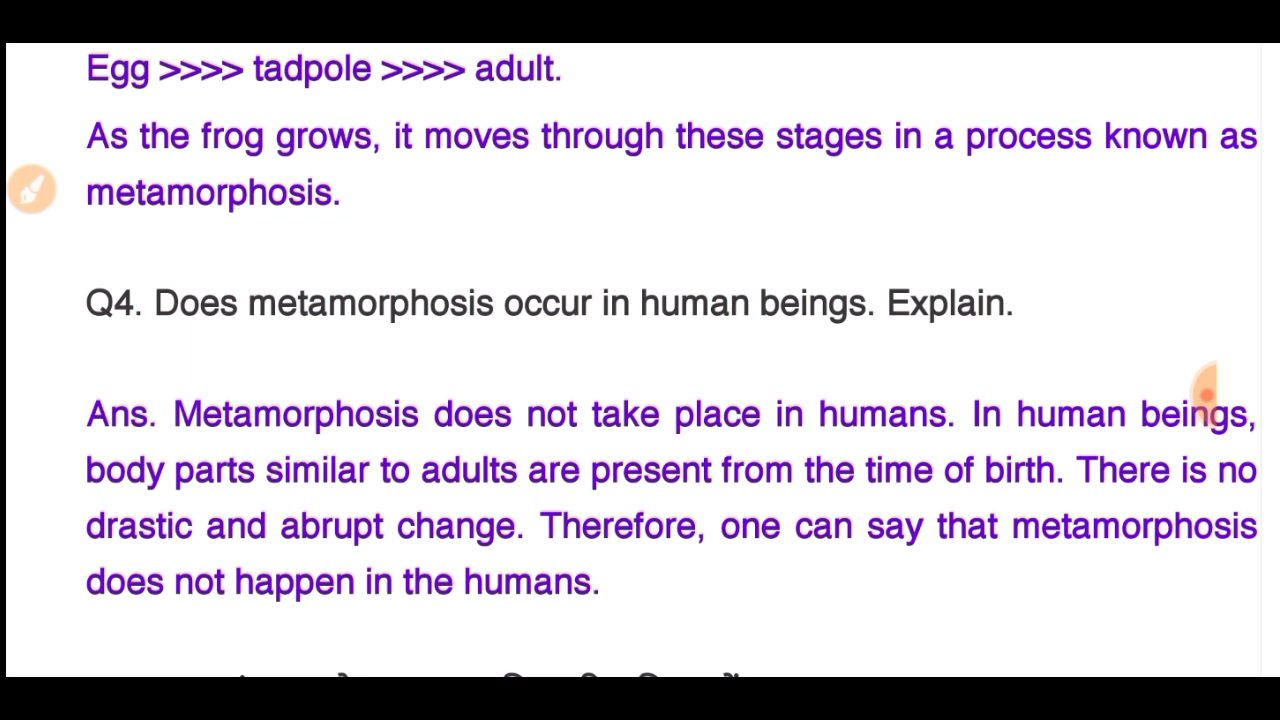 Egg >>>> tadpole >>>> adult.
As the frog grows, it moves through these stages in a process known as
metamorphosis.
Q4. Does metamorphosis occur in human beings. Explain.
Ans. Metamorphosis does not take place in humans. In human beings,
body parts similar to adults are present from the time of birth. There is no
drastic and abrupt change. Therefore, one can say that metamorphosis
does not happen in the humans.